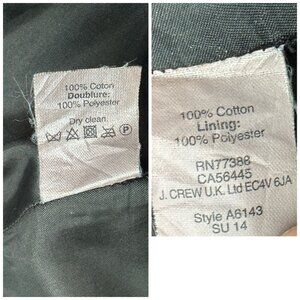 100% Coton
Doublure:
100% Polyester
Dry clean
P
100% Cotton
Lining:
100% Polyester
RN77388
CA56445
J. CREW U.K. Ltd EC4V 6JA
Style A6143
SU 14